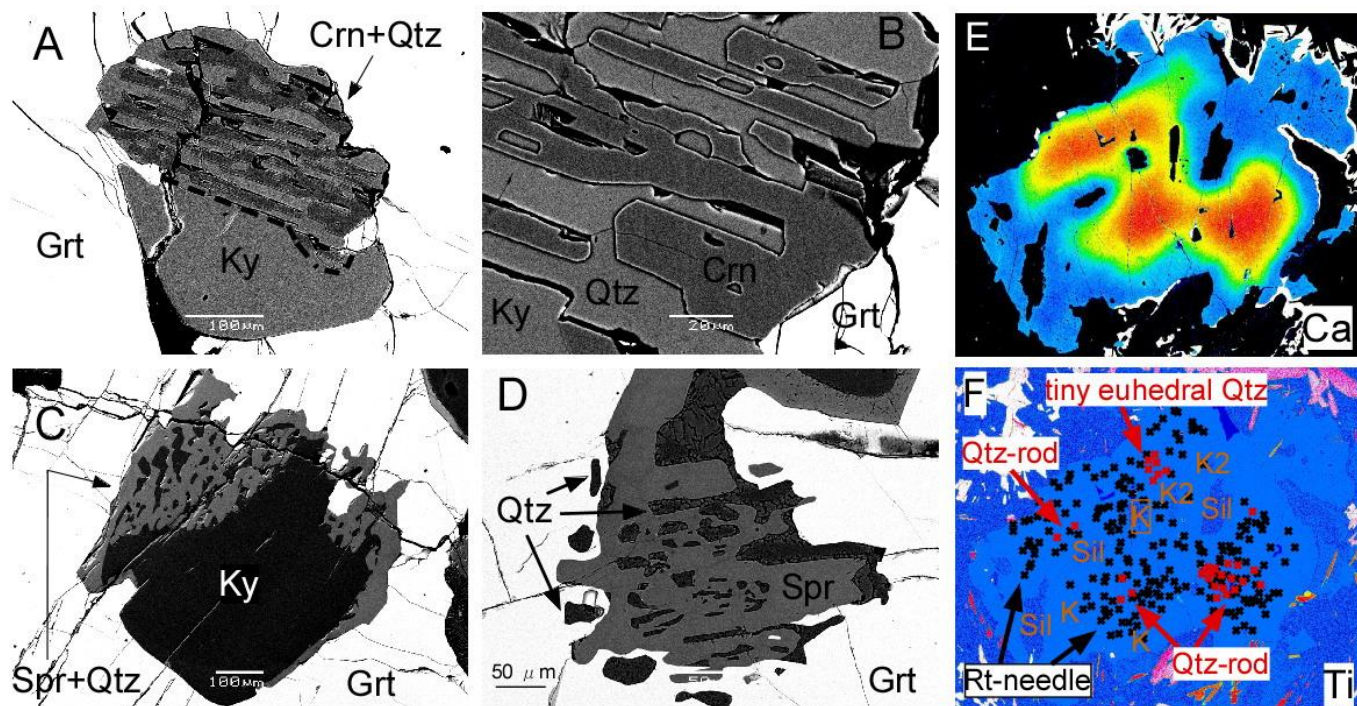 A
Crn+Qtz
Grt
Ky
100μm
B
Crn
Qtz
Ky
Grt
20μm
E
Ca
C
Ky
Spr+Qtz
100μm
Grt
D
Qtz
Spr
50 μm
Grt
F
tiny euhedral Qtz
Qtz-rod
K2
K2
K
Sil
Sil
Sil
K
K
Rt-needle
Qtz-rod
Ti